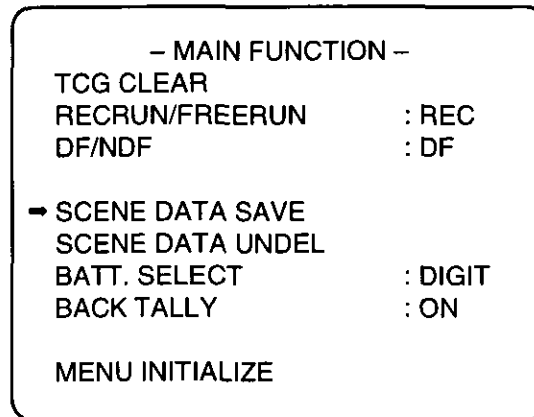 – MAIN FUNCTION –
TCG CLEAR
RECRUN/FREERUN : REC
DF/NDF : DF
➡ SCENE DATA SAVE
SCENE DATA UNDEL
BATT. SELECT : DIGIT
BACK TALLY : ON
MENU INITIALIZE